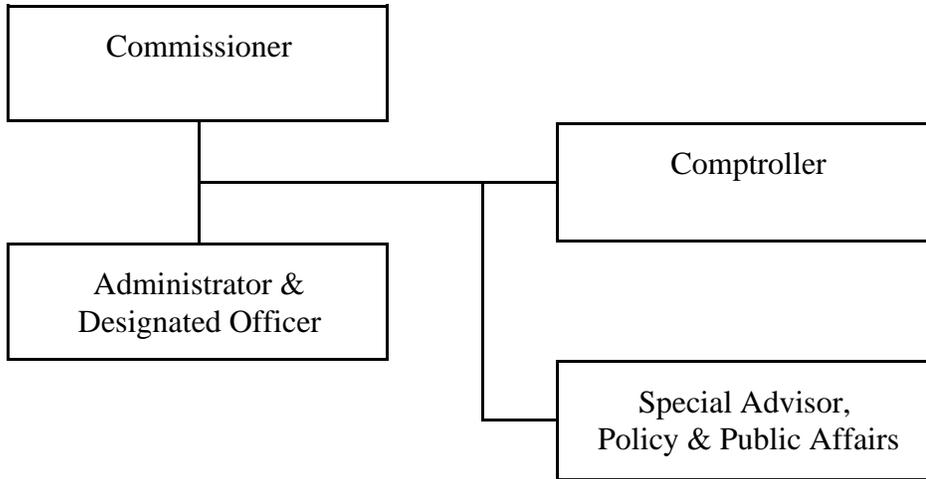 Commissioner
Comptroller
Administrator &
Designated Officer
Special Advisor,
Policy & Public Affairs